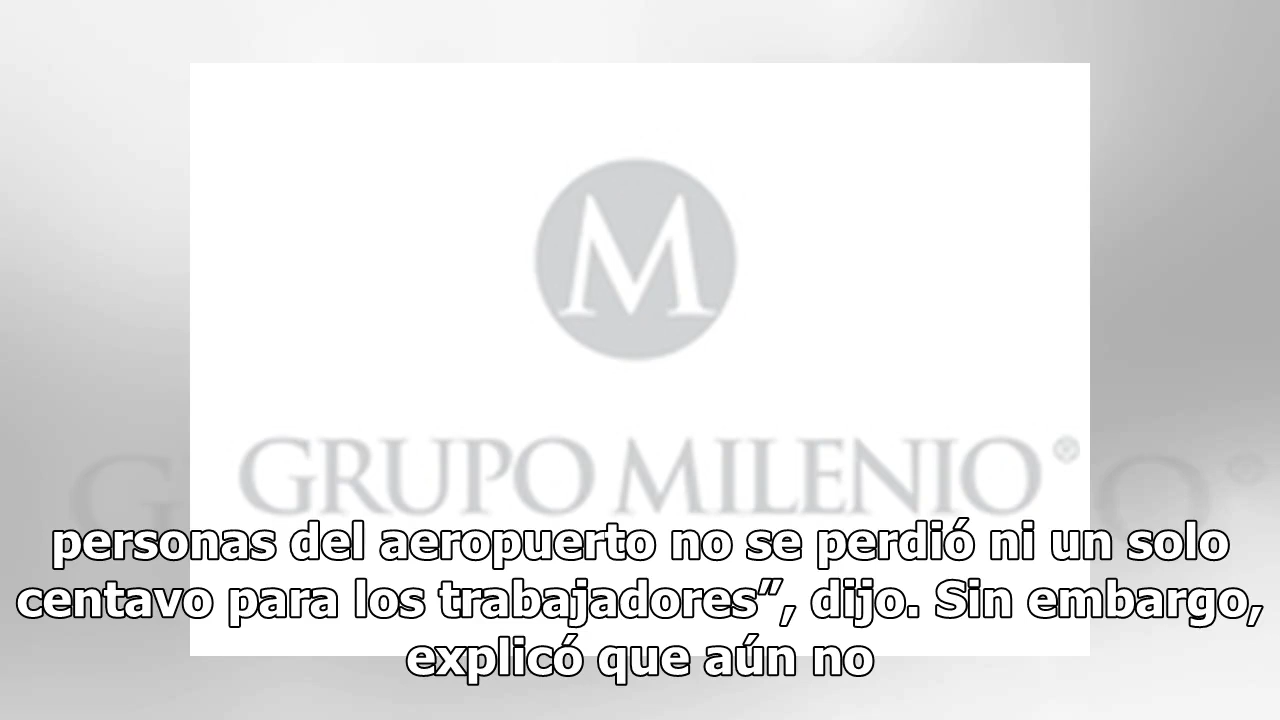 M
GRUPO MILENIO®
G O ®
personas del aeropuerto no se perdió ni un solo
centavo para los trabajadores”, dijo. Sin embargo,
explicó que aún no